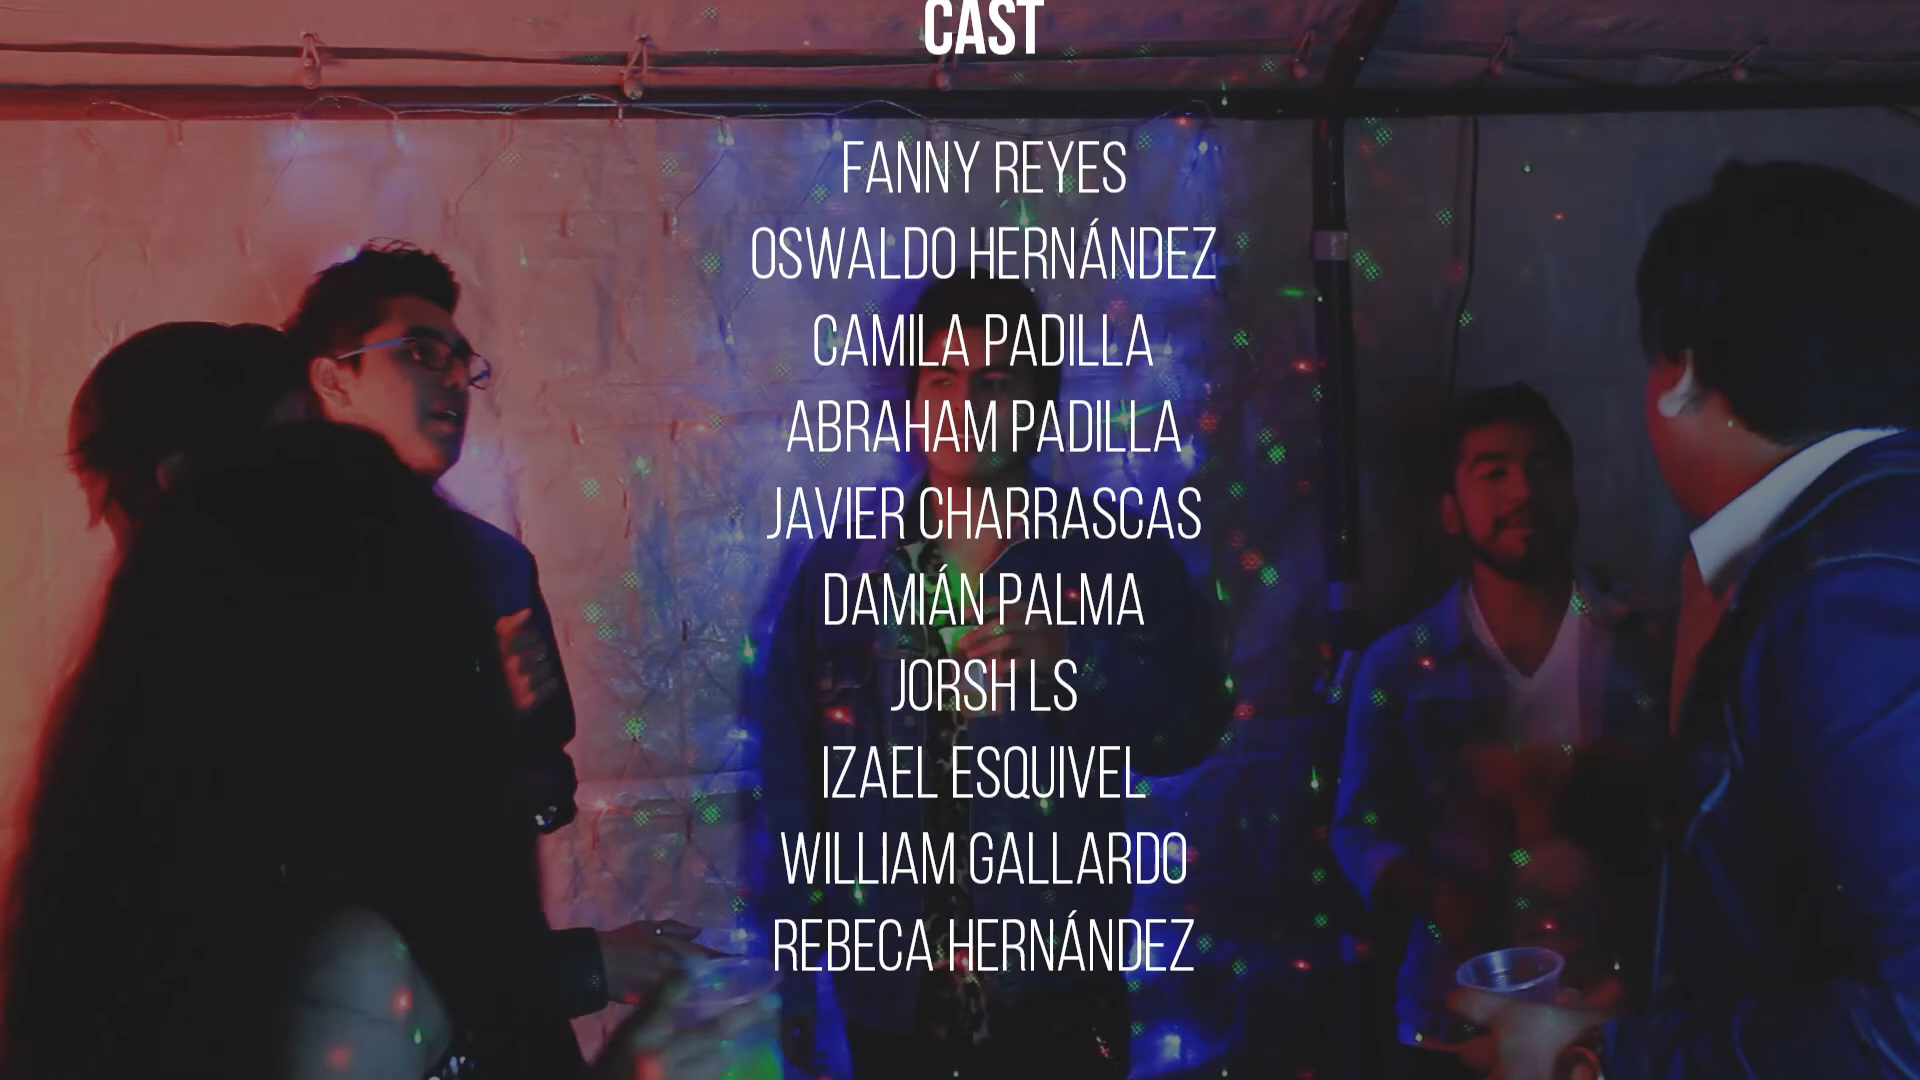 CAST
FANNY REYES
OSWALDO HERNÁNDEZ
CAMILA PADILLA
ABRAHAM PADILLA
JAVIER CHARRASCAS
DAMIÁN PALMA
JORSH LS
IZAEL ESQUIVEL
WILLIAM GALLARDO
REBECA HERNÁNDEZ